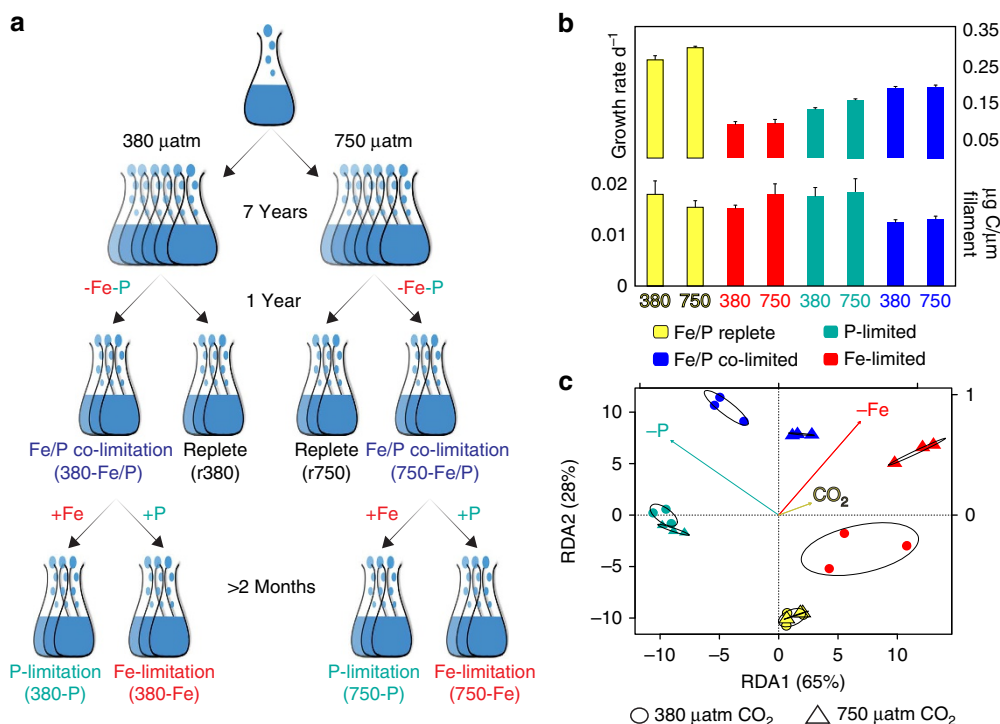 a
380 µatm
750 µatm
7 Years
-Fe-P
-Fe-P
1 Year
Fe/P co-limitation
(380-Fe/P)
Replete
(r380)
Replete
(r750)
Fe/P co-limitation
(750-Fe/P)
+Fe
+P
+Fe
+P
>2 Months
P-limitation
(380-P)
Fe-limitation
(380-Fe)
P-limitation
(750-P)
Fe-limitation
(750-Fe)
b
Growth rate d⁻¹
0.35
0.25
0.15
0.05
0.02
0.01
0
µg C/µm
filament
380 750 380 750 380 750 380 750
Fe/P replete
P-limited
Fe/P co-limited
Fe-limited
c
10
5
0
−5
−10
RDA2 (28%)
1
0
−P
−Fe
CO₂
−10 −5 0 5 10
RDA1 (65%)
380 µatm CO₂
750 µatm CO₂